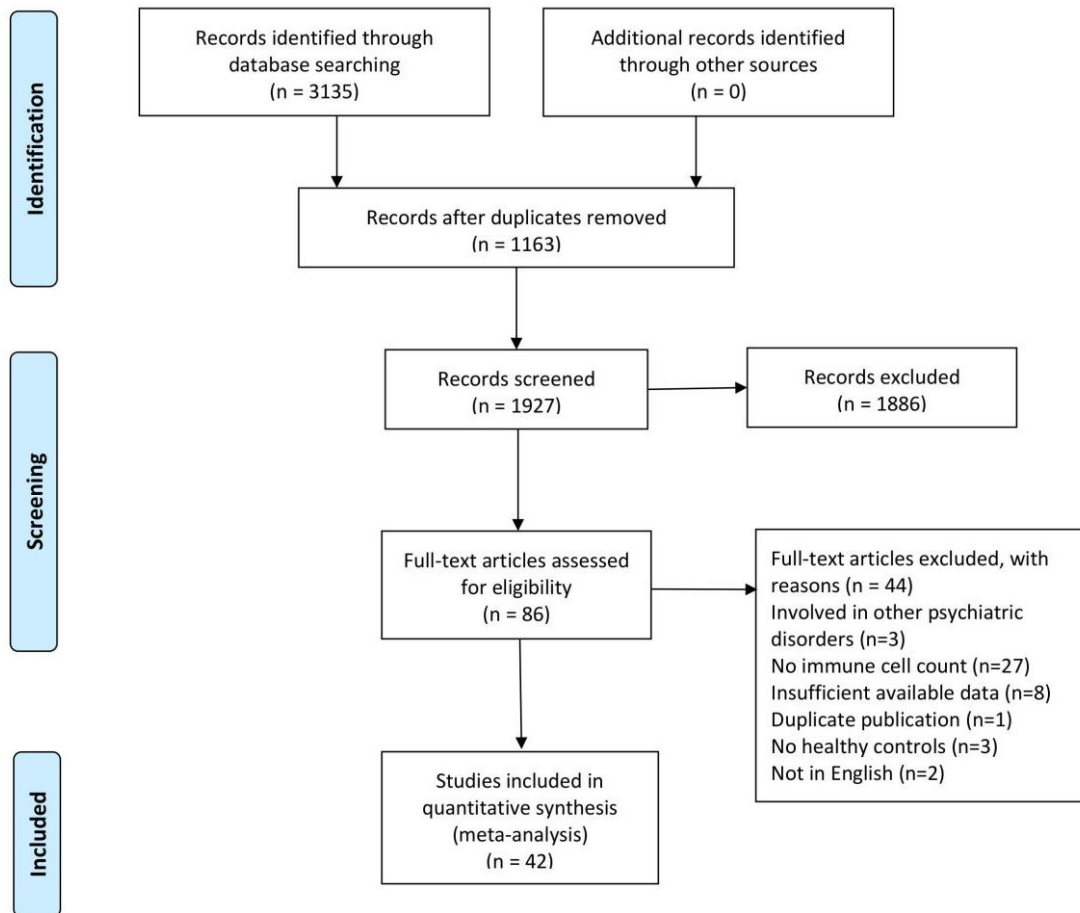 Identification
Records identified through
database searching
(n = 3135)
Additional records identified
through other sources
(n = 0)
Records after duplicates removed
(n = 1163)
Screening
Records screened
(n = 1927)
Records excluded
(n = 1886)
Full-text articles assessed
for eligibility
(n = 86)
Full-text articles excluded, with
reasons (n = 44)
Involved in other psychiatric
disorders (n=3)
No immune cell count (n=27)
Insufficient available data (n=8)
Duplicate publication (n=1)
No healthy controls (n=3)
Not in English (n=2)
Included
Studies included in
quantitative synthesis
(meta-analysis)
(n = 42)